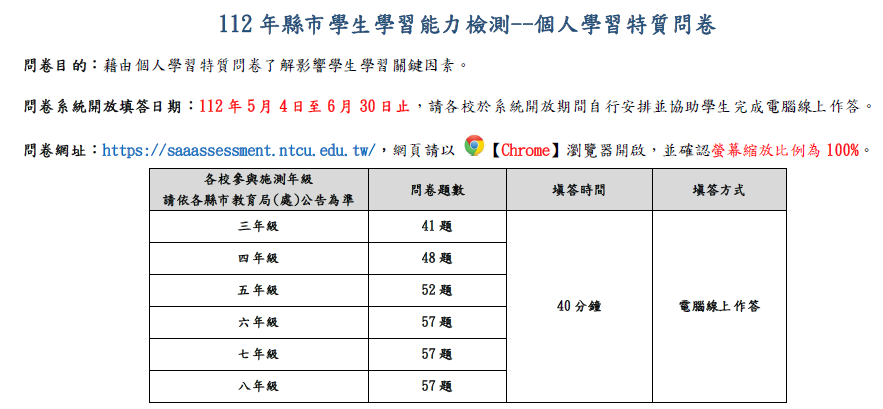 112 年縣市學生學習能力檢測--個人學習特質問卷
問卷目的：藉由個人學習特質問卷了解影響學生學習關鍵因素。
問卷系統開放填答日期：112 年 5 月 4 日至 6 月 30 日止，請各校於系統開放期間自行安排並協助學生完成電腦線上作答。
問卷網址：https://saaassessment.ntcu.edu.tw/，網頁請以 【Chrome】瀏覽器開啟，並確認螢幕縮放比例為 100%。
各校參與施測年級
請依各縣市教育局(處)公告為準
問卷題數
填答時間
填答方式
三年級
41 題
四年級
48 題
五年級
52 題
六年級
57 題
七年級
57 題
八年級
57 題
40 分鐘
電腦線上作答